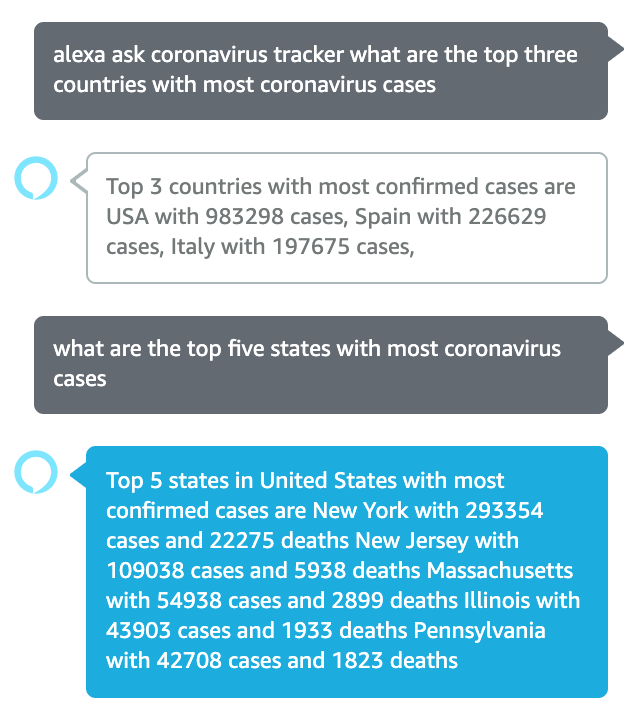 alexa ask coronavirus tracker what are the top three
countries with most coronavirus cases
Top 3 countries with most confirmed cases are
USA with 983298 cases, Spain with 226629
cases, Italy with 197675 cases,
what are the top five states with most coronavirus
cases
Top 5 states in United States with most
confirmed cases are New York with 293354
cases and 22275 deaths New Jersey with
109038 cases and 5938 deaths Massachusetts
with 54938 cases and 2899 deaths Illinois with
43903 cases and 1933 deaths Pennsylvania
with 42708 cases and 1823 deaths